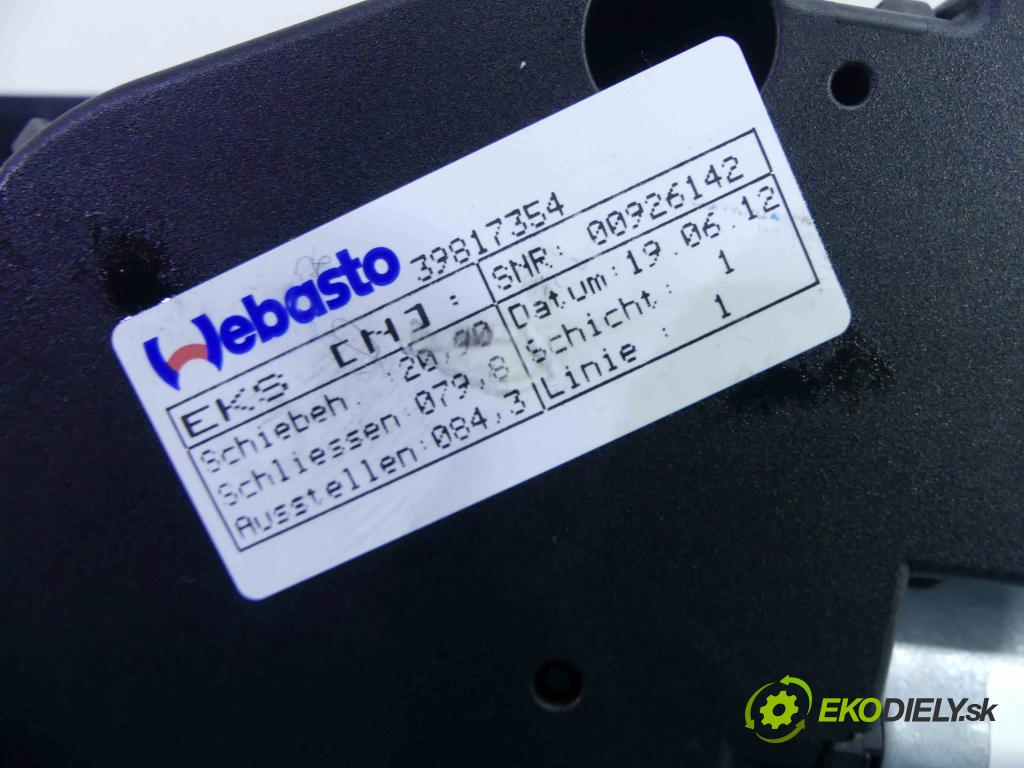 Webasto 39817354
EKS [N]: SNR: 00926142
Schiebeh. : 20,90 Datum: 19.06.12
Schliessen:079,8 Schicht: 1
Ausstellen:084,3 Linie : 1
EKODIELY.sk